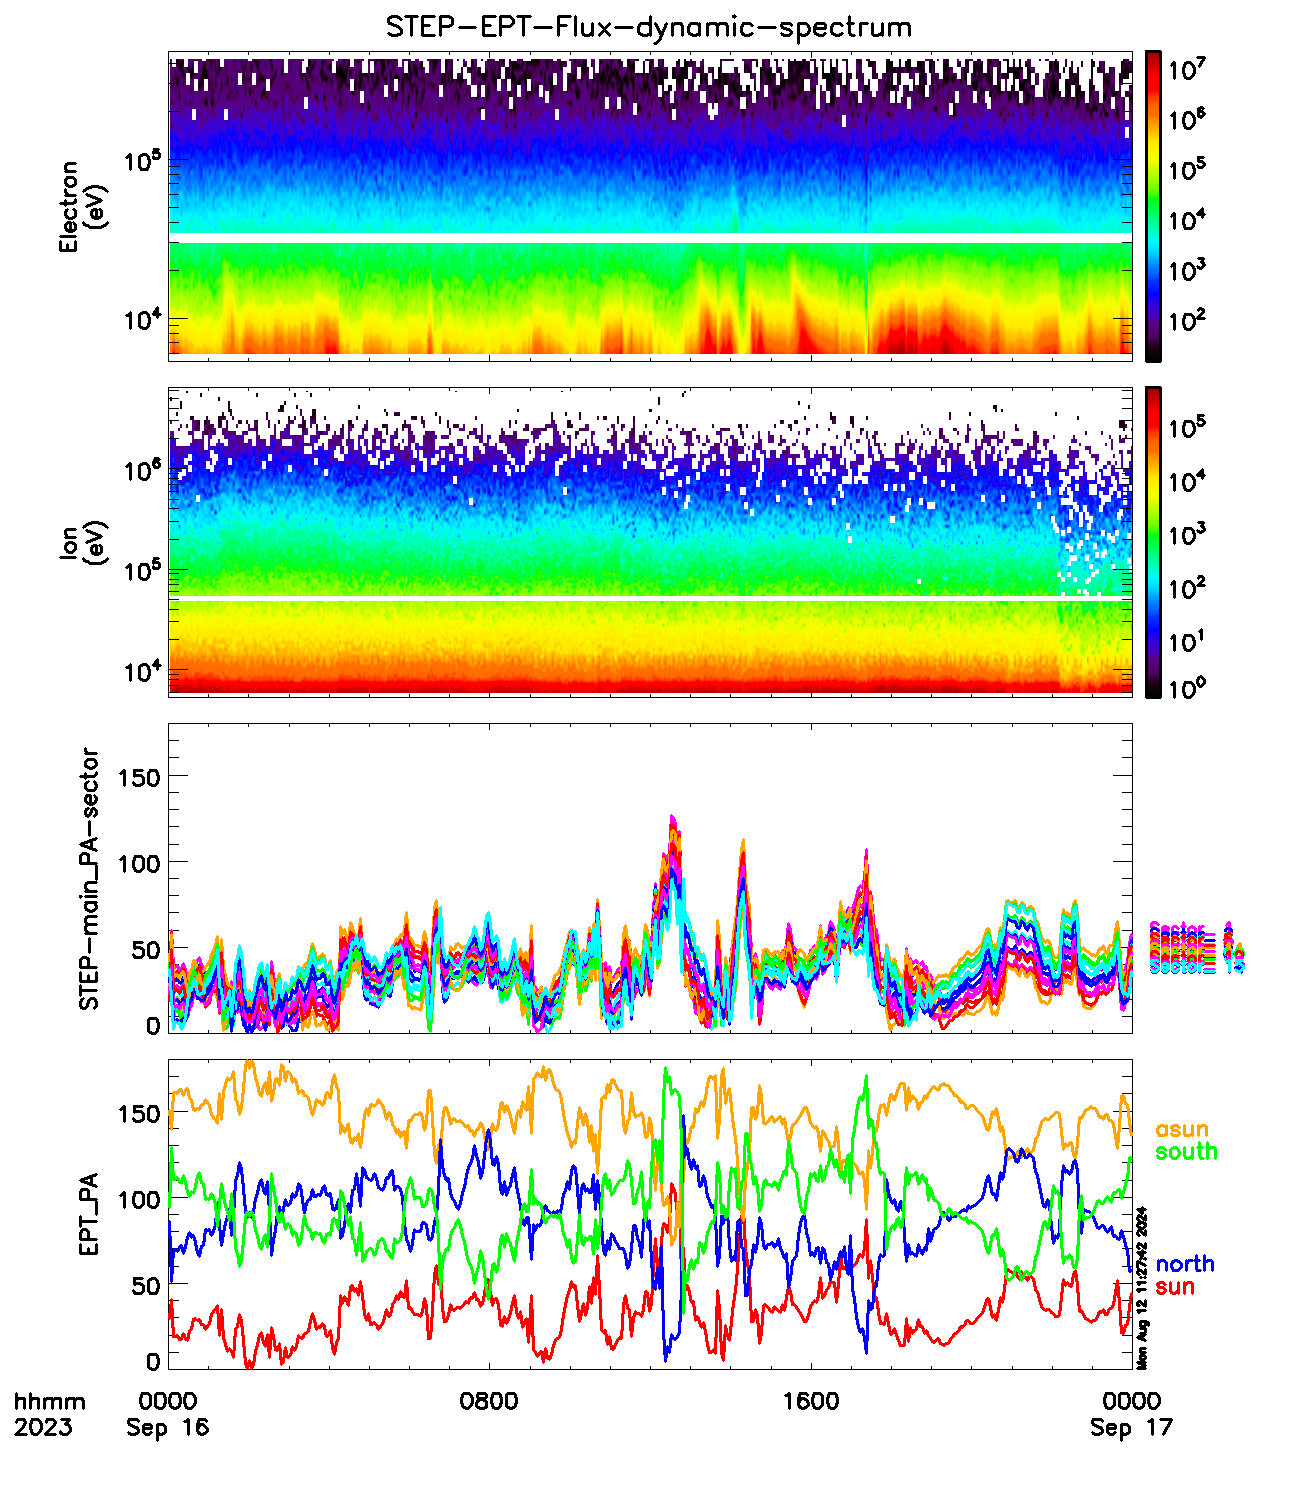 STEP-EPT-Flux-dynamic-spectrum
Electron
(eV)
10^5
10^4
10^7
10^6
10^5
10^4
10^3
10^2
Ion
(eV)
10^6
10^5
10^4
10^5
10^4
10^3
10^2
10^1
10^0
STEP-main_PA-sector
150
100
50
0
EPT_PA
150
100
50
0
asun
south
north
sun
Mon Aug 12 11:27:42 2024
hhmm 0000 0800 1600 0000
2023 Sep 16 Sep 17